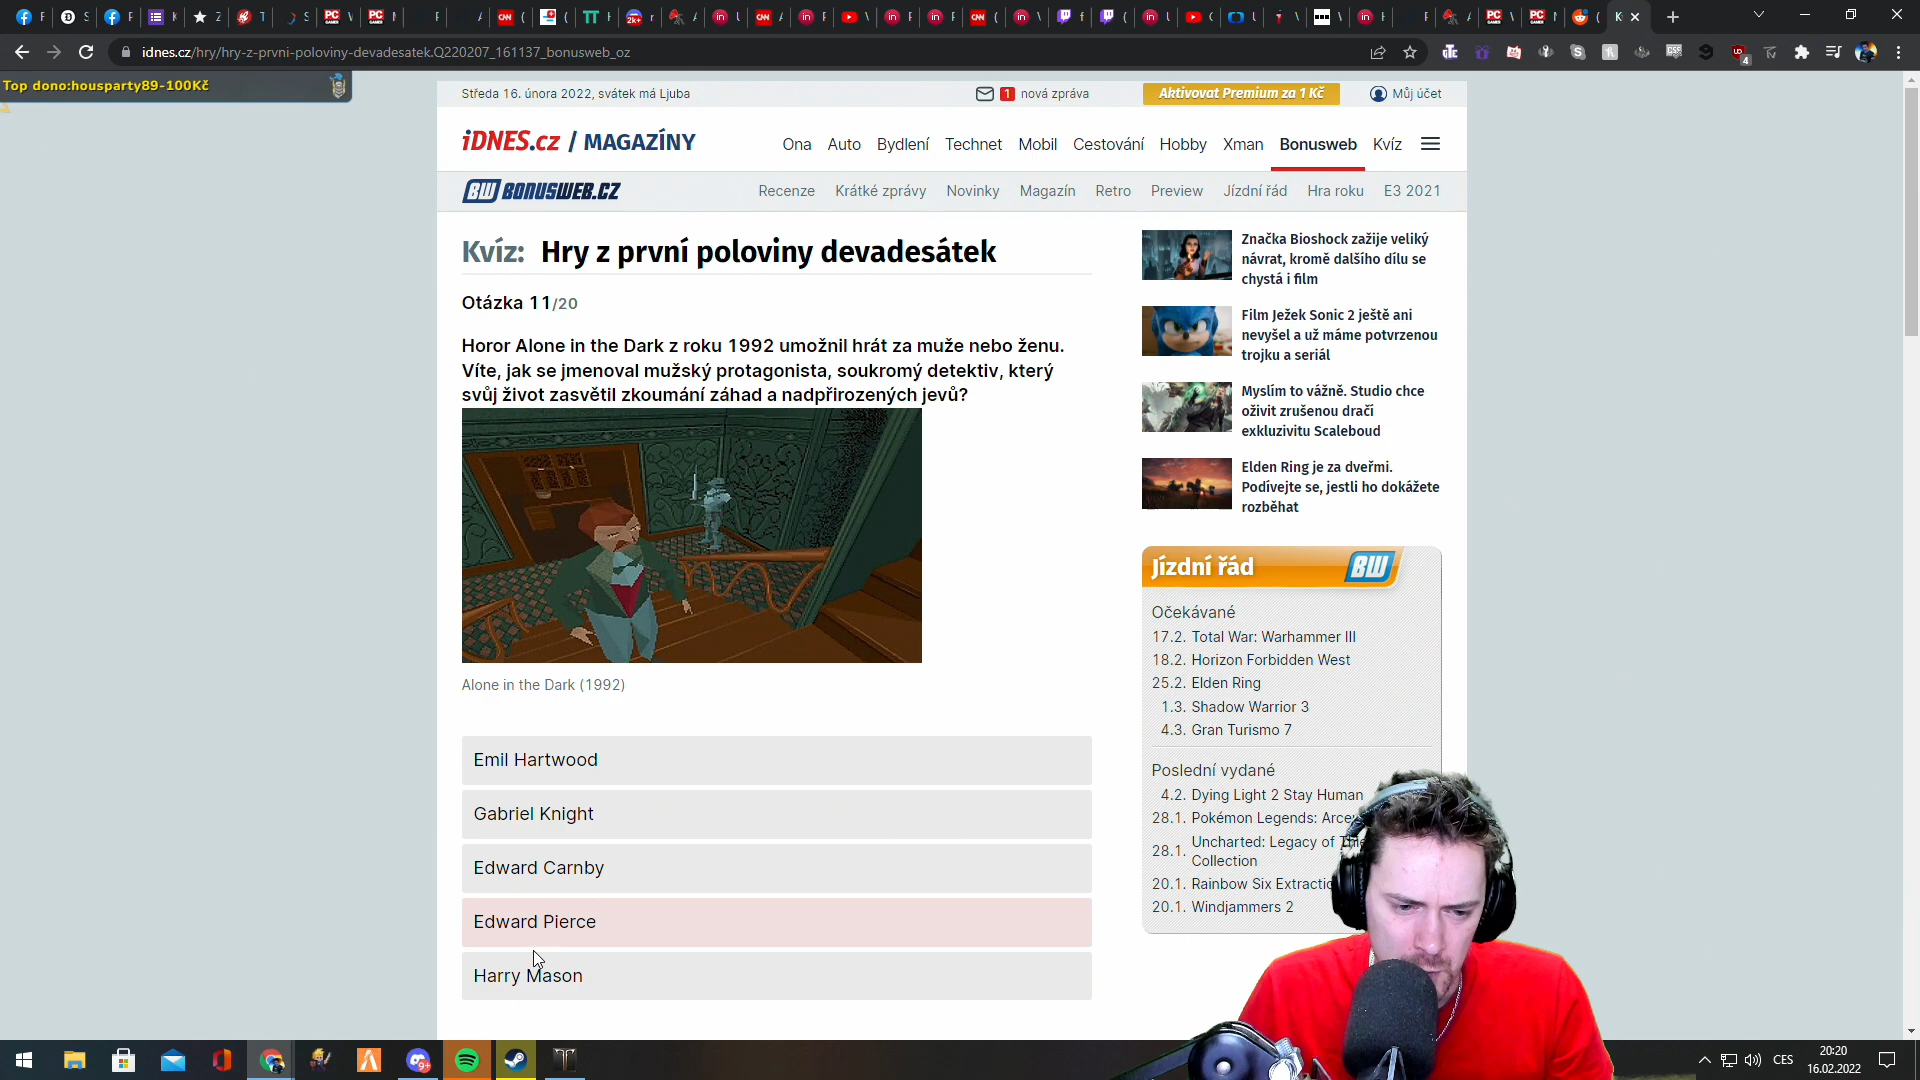 idnes.cz/hry/hry-z-prvni-poloviny-devadesatek.Q220207_161137_bonusweb_oz
Top dono:housparty89-100Kč
Středa 16. února 2022, svátek má Ljuba
1 nová zpráva
Aktivovat Premium za 1 Kč
Můj účet
iDNES.cz / MAGAZÍNY
Ona Auto Bydlení Technet Mobil Cestování Hobby Xman Bonusweb Kvíz
BW BONUSWEB.CZ
Recenze Krátké zprávy Novinky Magazín Retro Preview Jízdní řád Hra roku E3 2021
Kvíz: Hry z první poloviny devadesátek
Otázka 11/20
Horor Alone in the Dark z roku 1992 umožnil hrát za muže nebo ženu.
Víte, jak se jmenoval mužský protagonista, soukromý detektiv, který
svůj život zasvětil zkoumání záhad a nadpřirozených jevů?
Alone in the Dark (1992)
Emil Hartwood
Gabriel Knight
Edward Carnby
Edward Pierce
Harry Mason
Značka Bioshock zažije veliký
návrat, kromě dalšího dílu se
chystá i film
Film Ježek Sonic 2 ještě ani
nevyšel a už máme potvrzenou
trojku a seriál
Myslím to vážně. Studio chce
oživit zrušenou dračí
exkluzivitu Scaleboud
Elden Ring je za dveřmi.
Podívejte se, jestli ho dokážete
rozběhat
Jízdní řád
BW
Očekávané
17.2. Total War: Warhammer III
18.2. Horizon Forbidden West
25.2. Elden Ring
1.3. Shadow Warrior 3
4.3. Gran Turismo 7
Poslední vydané
4.2. Dying Light 2 Stay Human
28.1. Pokémon Legends:
28.1. Uncharted: Legacy of
Collection
20.1. Rainbow Six
20.1. Windjammers 2
CES
20:20
16.02.2022